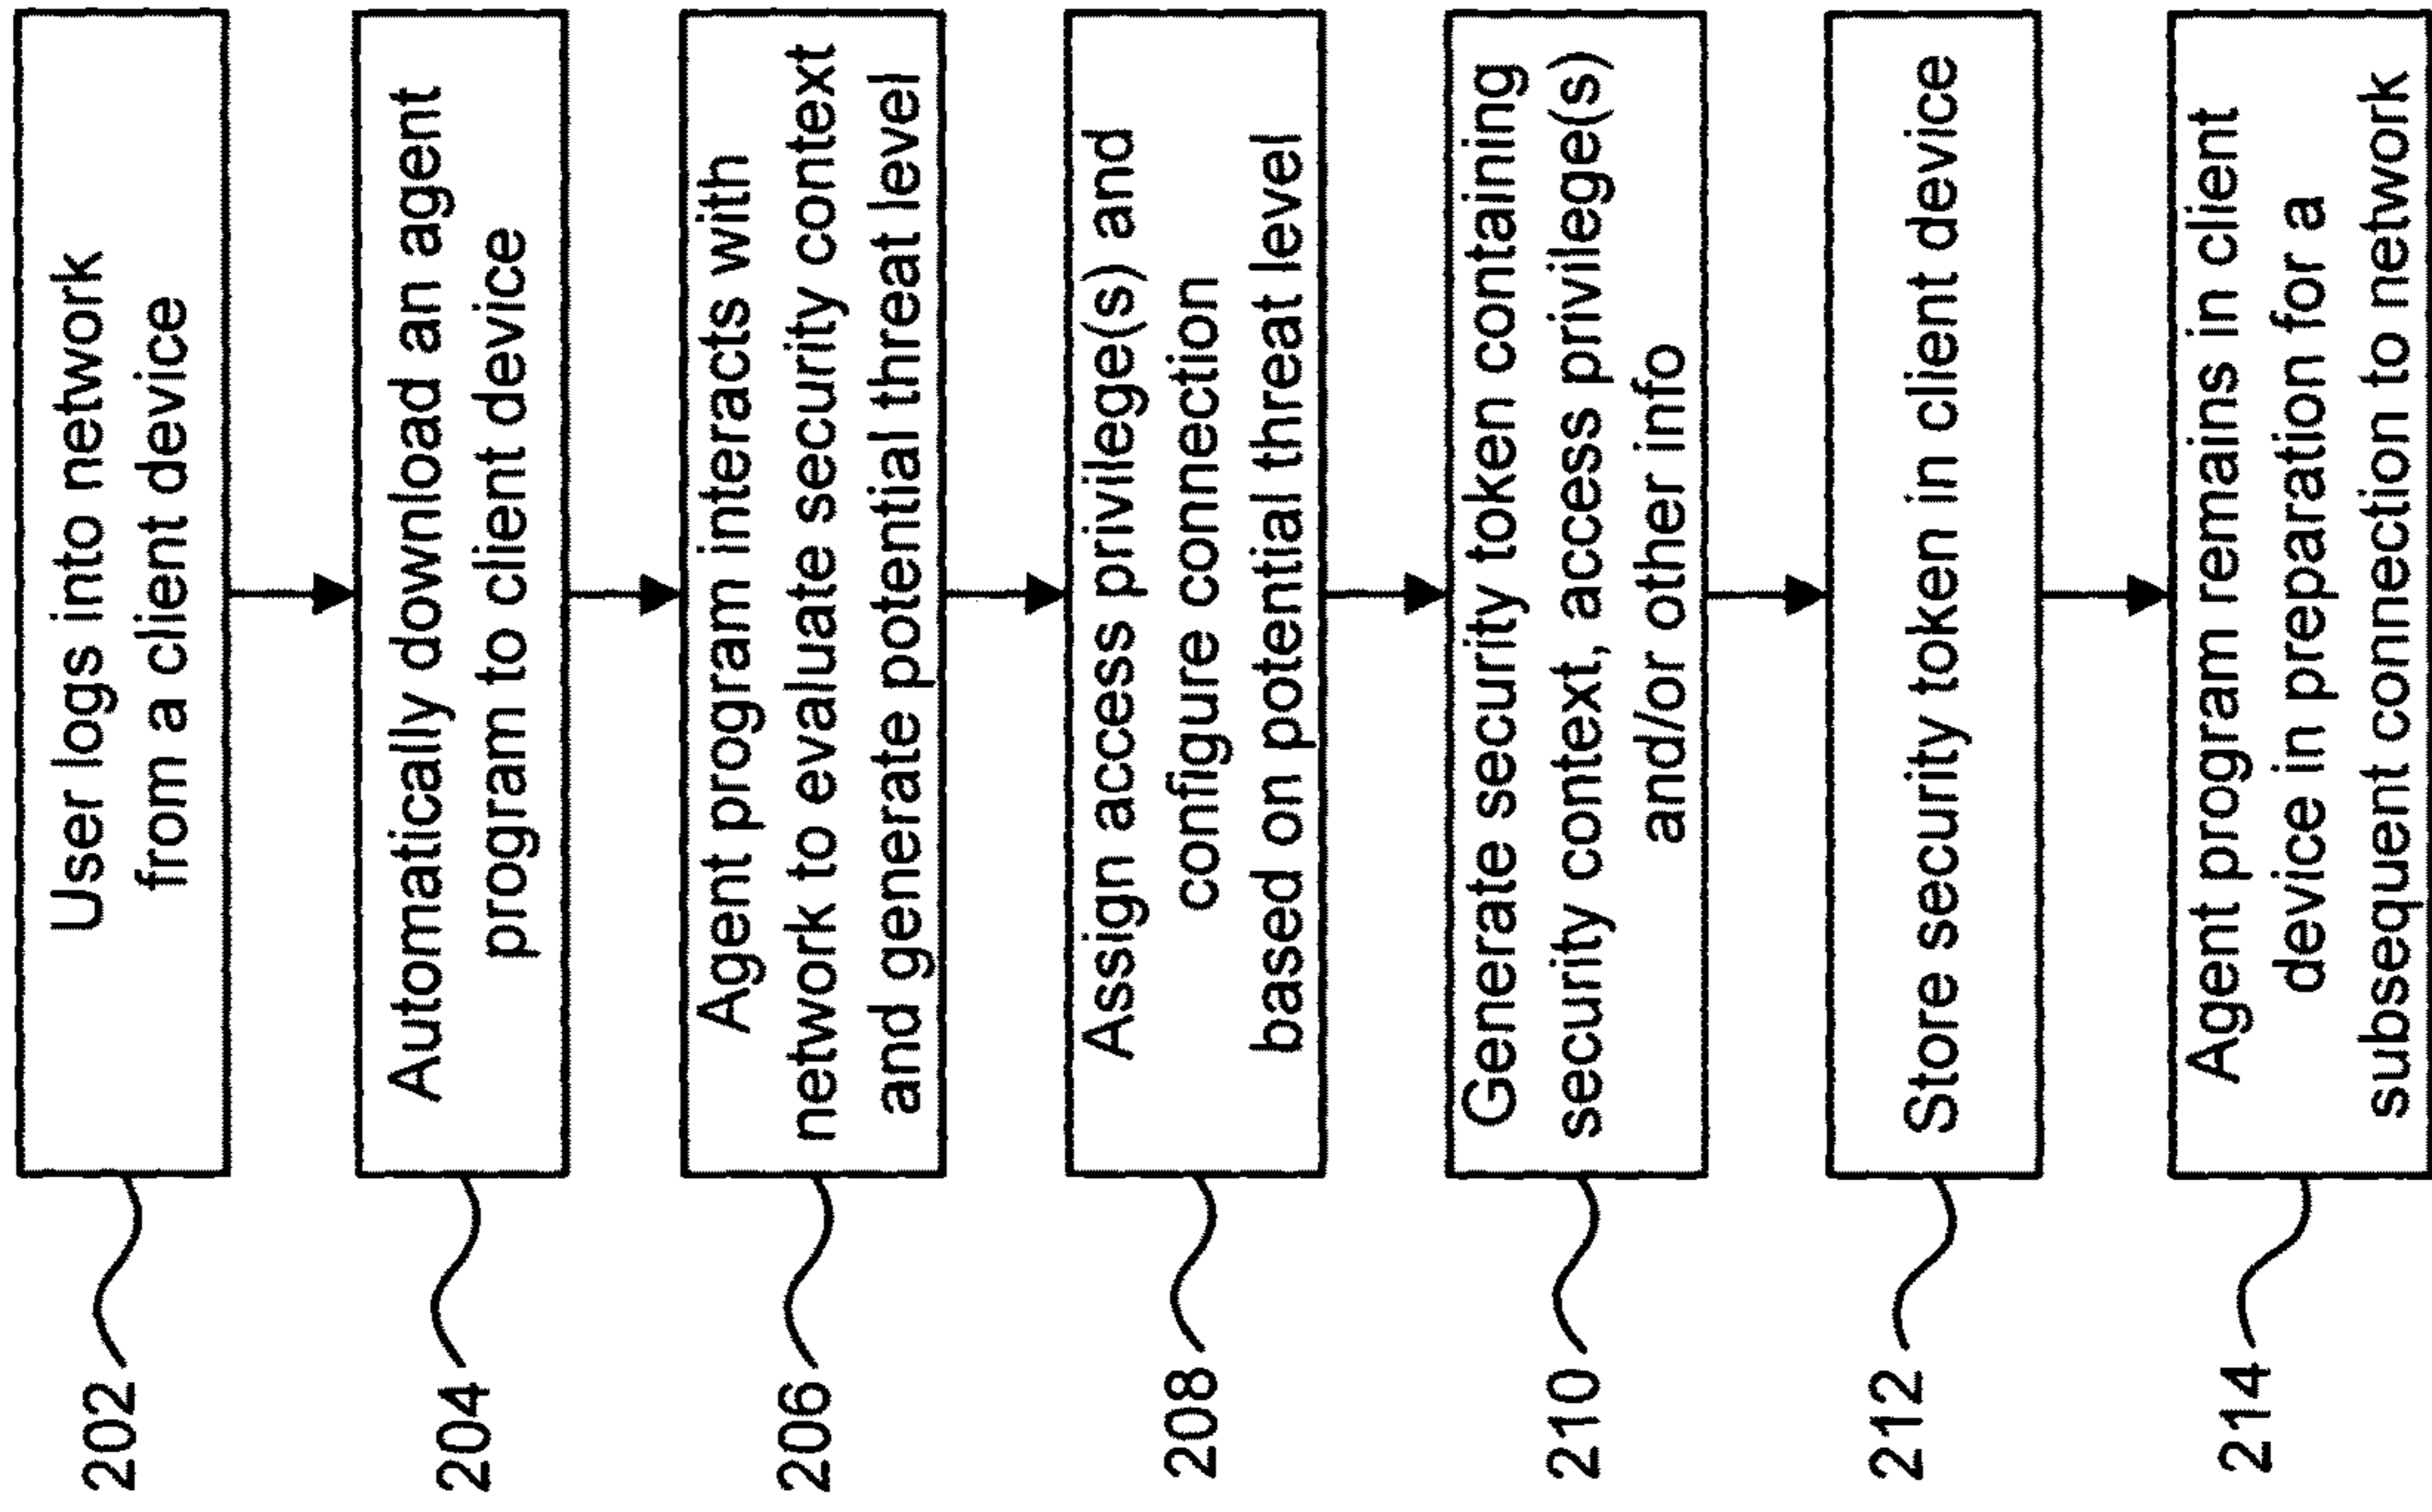 202
User logs into network
from a client device
204
Automatically download an agent
program to client device
206
Agent program interacts with
network to evaluate security context
and generate potential threat level
208
Assign access privilege(s) and
configure connection
based on potential threat level
210
Generate security token containing
security context, access privilege(s)
and/or other info
212
Store security token in client device
214
Agent program remains in client
device in preparation for a
subsequent connection to network